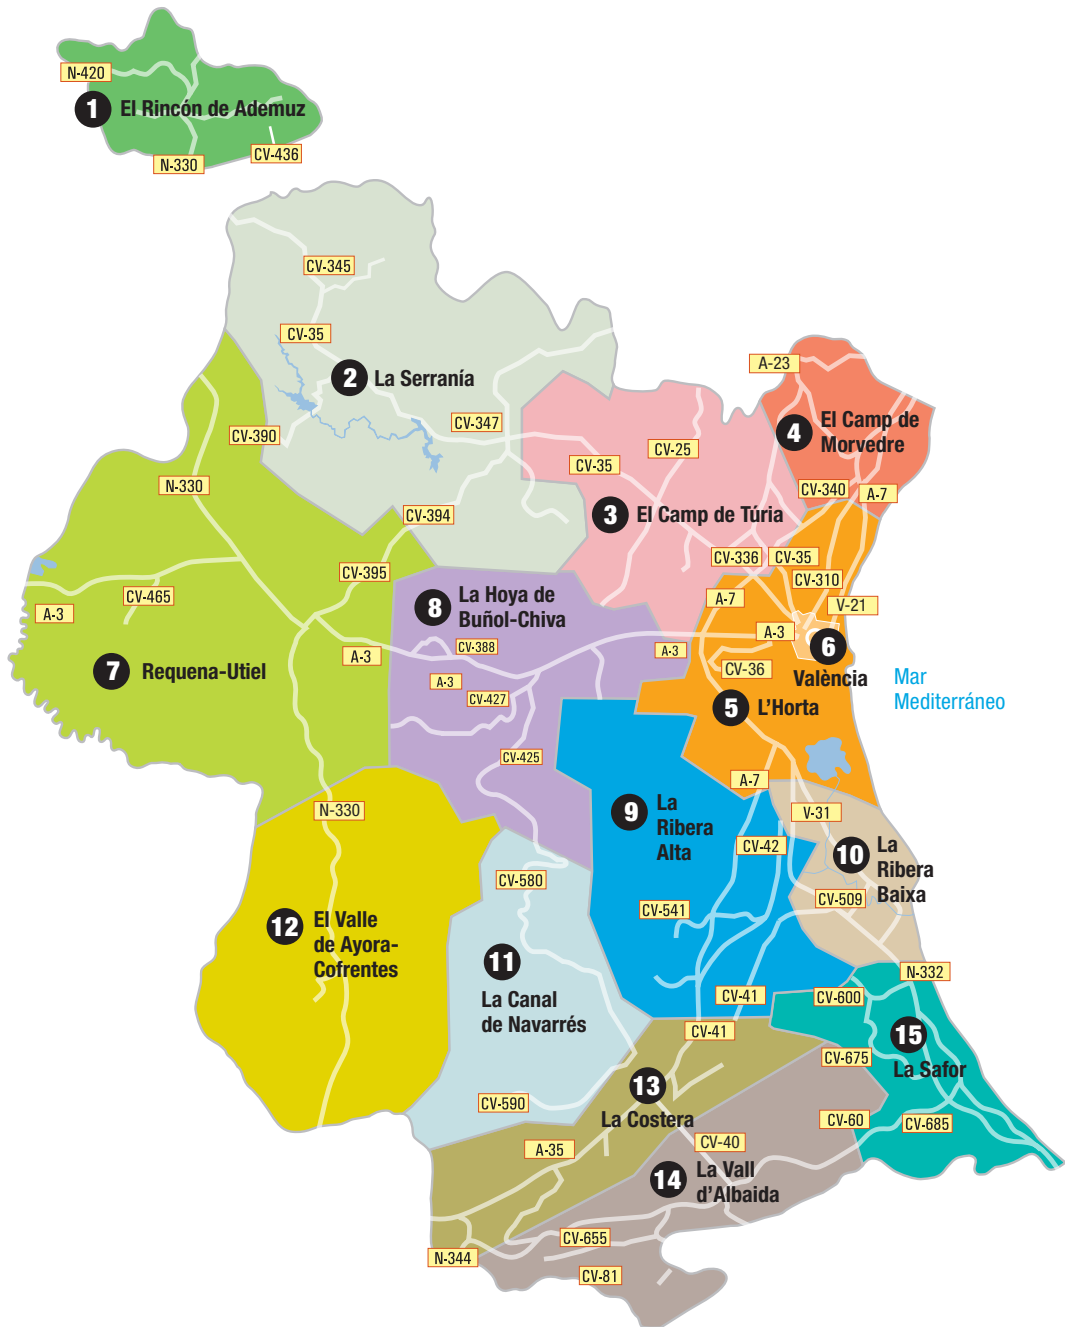 N-420
1 El Rincón de Ademuz
CV-436
N-330
CV-345
CV-35
2 La Serranía
A-23
CV-347
4 El Camp de
Morvedre
CV-390
CV-25
CV-35
N-330
CV-340
A-7
CV-394
3 El Camp de Túria
CV-336
CV-35
CV-395
CV-310
CV-465
8 La Hoya de
Buñol-Chiva
A-7
V-21
A-3
A-3
CV-388
A-3
A-3
6
València
7 Requena-Utiel
CV-36
Mar
Mediterráneo
A-3
CV-427
5 L'Horta
CV-425
A-7
N-330
9 La
Ribera
Alta
V-31
CV-42
10 La
Ribera
Baixa
CV-580
CV-509
CV-541
12 El Valle
de Ayora-
Cofrentes
11
La Canal
de Navarrés
N-332
CV-41
CV-600
CV-41
15
La Safor
CV-675
13
La Costera
CV-590
CV-60
CV-685
CV-40
A-35
14 La Vall
d'Albaida
CV-655
N-344
CV-81